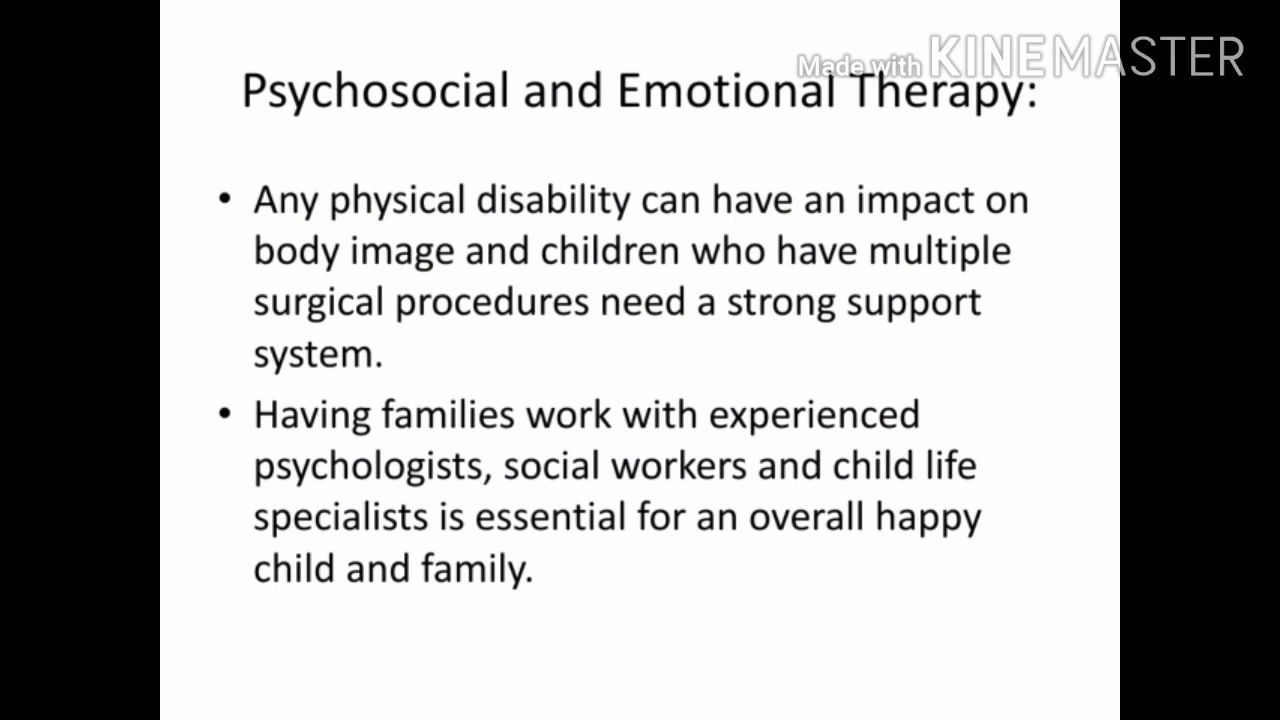 Made with KINEMASTER
Psychosocial and Emotional Therapy:
• Any physical disability can have an impact on
body image and children who have multiple
surgical procedures need a strong support
system.
• Having families work with experienced
psychologists, social workers and child life
specialists is essential for an overall happy
child and family.